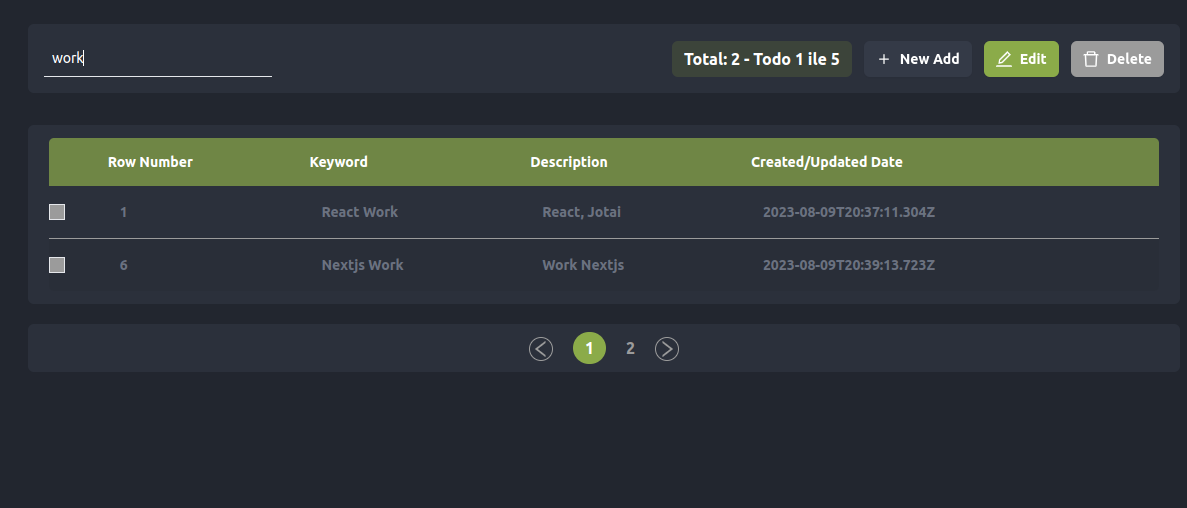 work
Total: 2 - Todo 1 ile 5
New Add
Edit
Delete
Row Number Keyword Description Created/Updated Date
1 React Work React, Jotai 2023-08-09T20:37:11.304Z
6 Nextjs Work Work Nextjs 2023-08-09T20:39:13.723Z
1 2